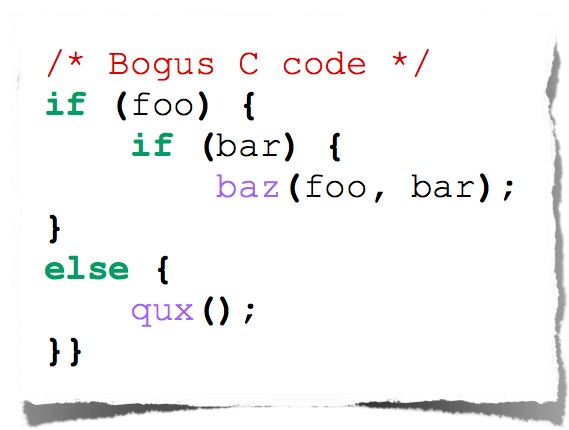 /* Bogus C code */
if (foo) {
    if (bar) {
        baz(foo, bar);
}
else {
    qux();
}}